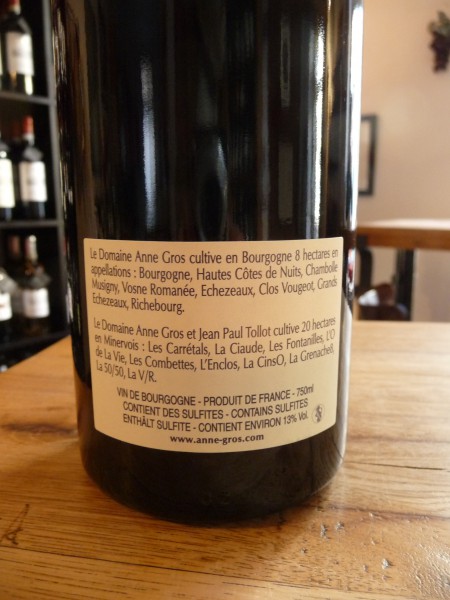 Le Domaine Anne Gros cultive en Bourgogne 8 hectares en
appellations : Bourgogne, Hautes Côtes de Nuits, Chambolle
Musigny, Vosne Romanée, Echezeaux, Clos Vougeot, Grands
Echezeaux, Richebourg.
Le Domaine Anne Gros et Jean Paul Tollot cultive 20 hectares
en Minervois : Les Carrétals, La Ciaude, Les Fontanilles, L'O
de La Vie, Les Combettes, L'Enclos, La CinsO, La Grenache,
La 50/50, La V/R.
VIN DE BOURGOGNE - PRODUIT DE FRANCE - 750ml
CONTIENT DES SULFITES - CONTAINS SULFITES
ENTHÄLT SULFITE - CONTIENT ENVIRON 13% Vol.
www.anne-gros.com